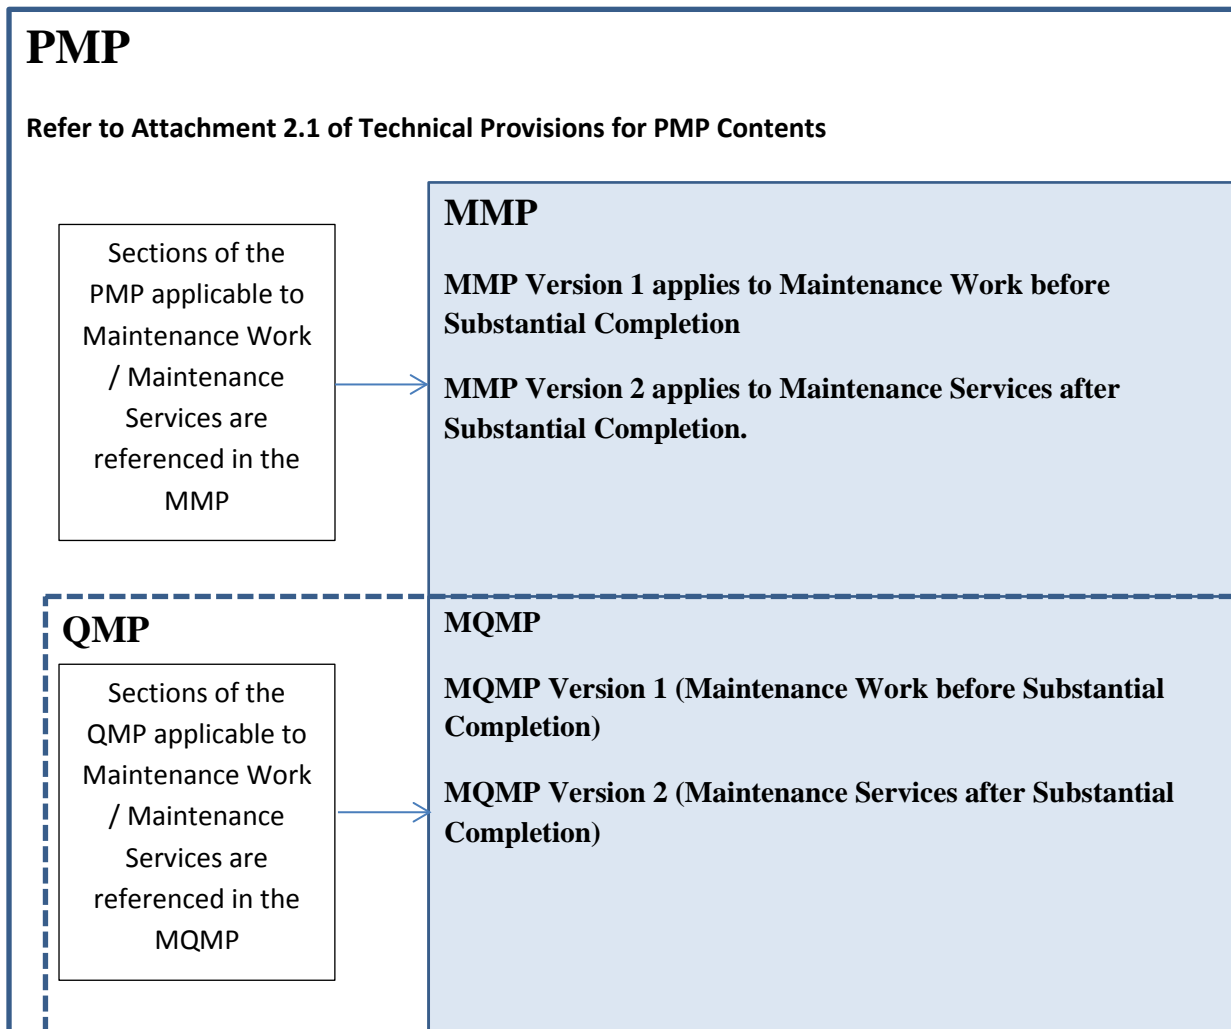 PMP
Refer to Attachment 2.1 of Technical Provisions for PMP Contents
Sections of the
PMP applicable to
Maintenance Work
/ Maintenance
Services are
referenced in the
MMP
MMP
MMP Version 1 applies to Maintenance Work before
Substantial Completion
MMP Version 2 applies to Maintenance Services after
Substantial Completion.
QMP
Sections of the
QMP applicable to
Maintenance Work
/ Maintenance
Services are
referenced in the
MQMP
MQMP
MQMP Version 1 (Maintenance Work before Substantial
Completion)
MQMP Version 2 (Maintenance Services after Substantial
Completion)